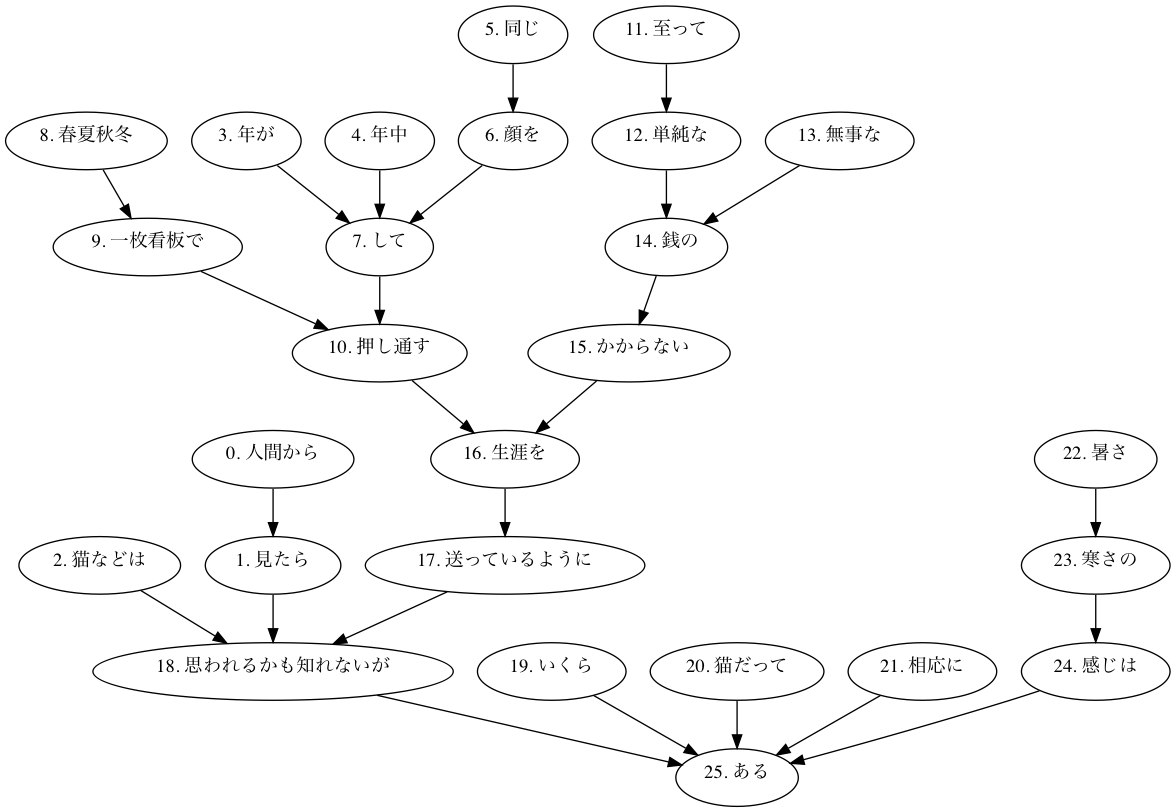 5. 同じ
11. 至って
8. 春夏秋冬
3. 年が
4. 年中
6. 顔を
12. 単純な
13. 無事な
9. 一枚看板で
7. して
14. 銭の
10. 押し通す
15. かからない
0. 人間から
16. 生涯を
22. 暑さ
2. 猫などは
1. 見たら
17. 送っているように
23. 寒さの
18. 思われるかも知れないが
19. いくら
20. 猫だって
21. 相応に
24. 感じは
25. ある